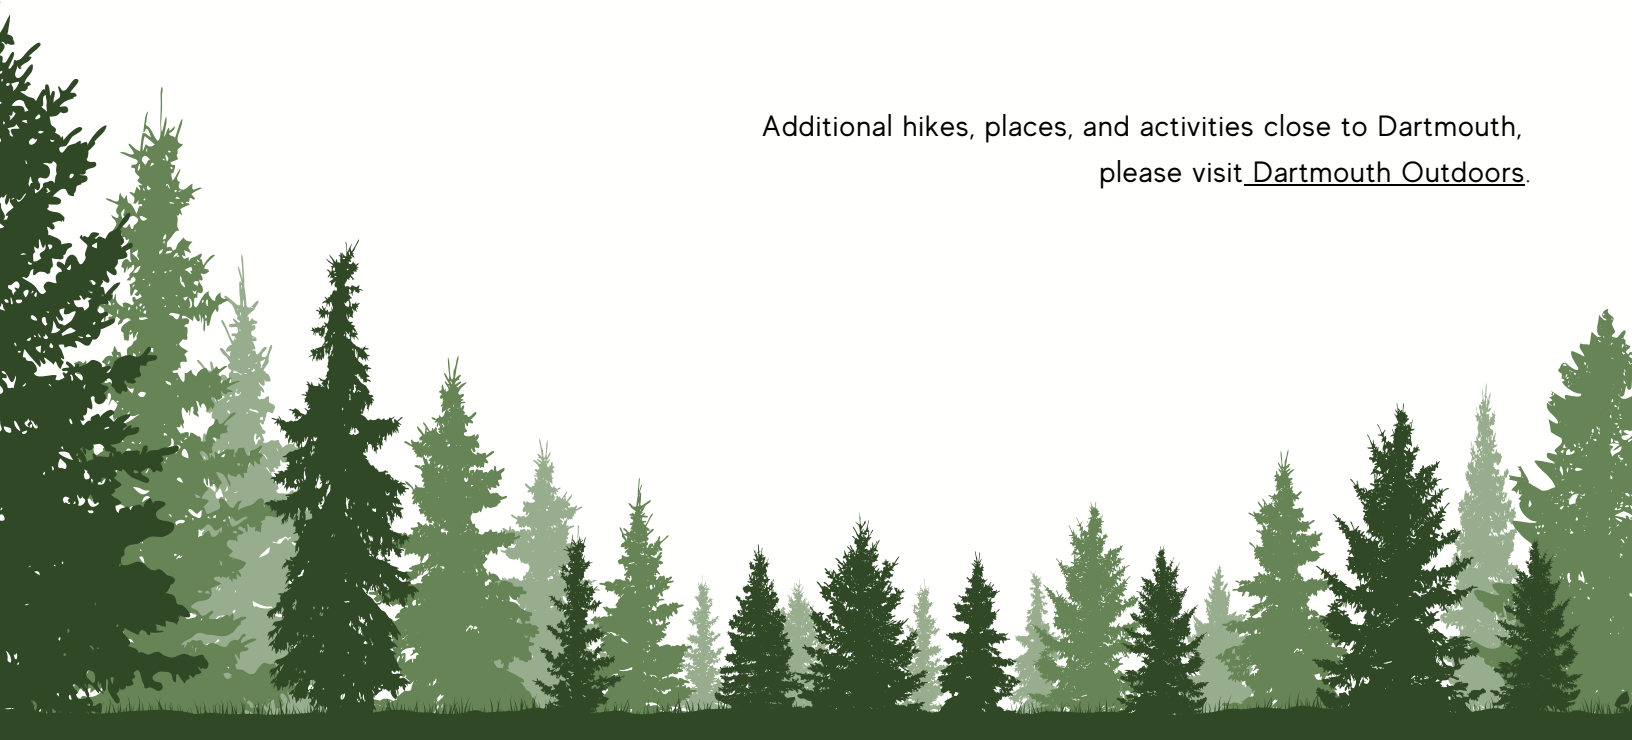 Additional hikes, places, and activities close to Dartmouth,
please visit Dartmouth Outdoors.